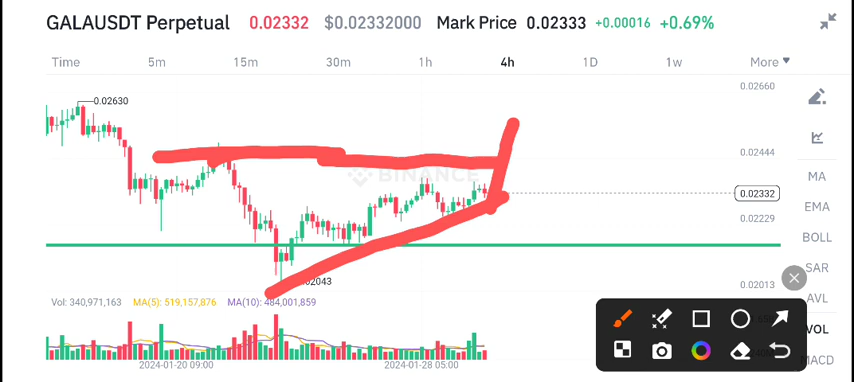 GALAUSDT Perpetual 0.02332 $0.02332000 Mark Price 0.02333 +0.00016 +0.69%
Time 5m 15m 30m 1h 4h 1D 1w More
0.02660
0.02630
0.02444
BINANCE
MA
0.02332
EMA
0.02229
BOLL
SAR
0.02013
AVL
Vol: 340,971,163 MA(5): 519,157,876 MA(10): 484,001,859
VOL
MACD
2024-01-20 09:00 2024-01-28 05:00